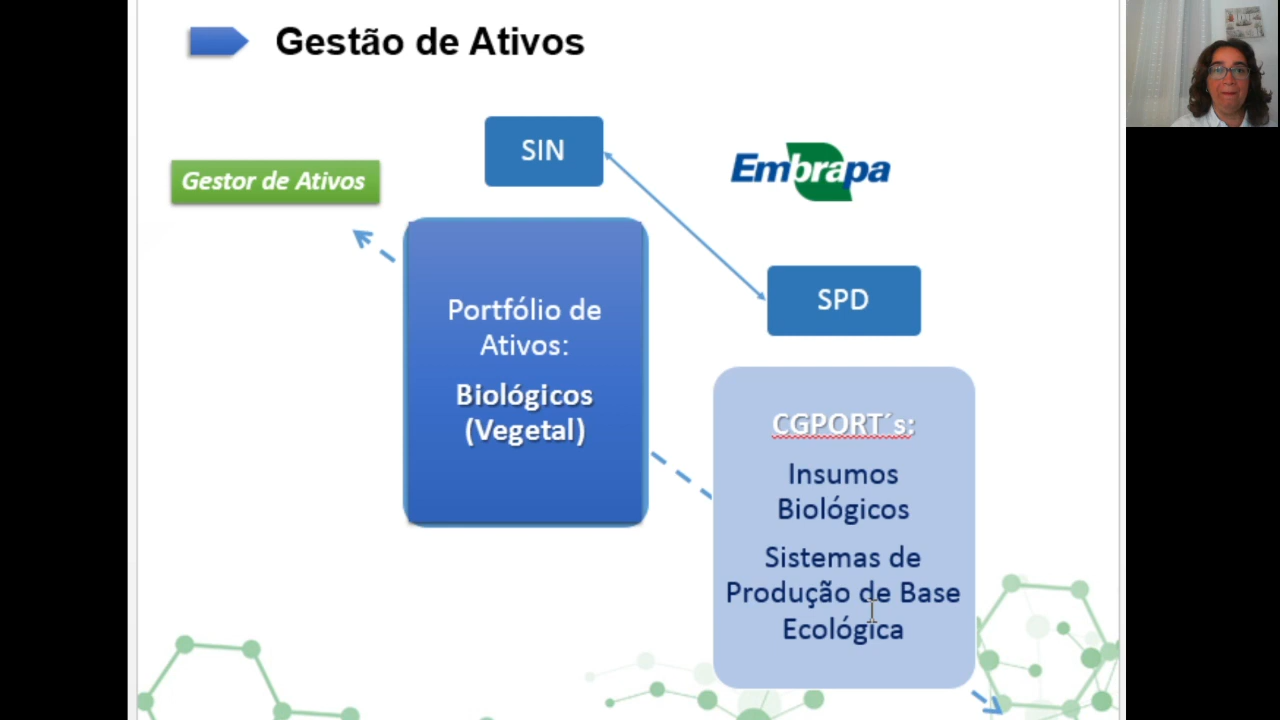 Gestão de Ativos
SIN
Gestor de Ativos
Embrapa
Portfólio de
Ativos:
Biológicos
(Vegetal)
SPD
CGPORT´s:
Insumos
Biológicos
Sistemas de
Produção de Base
Ecológica